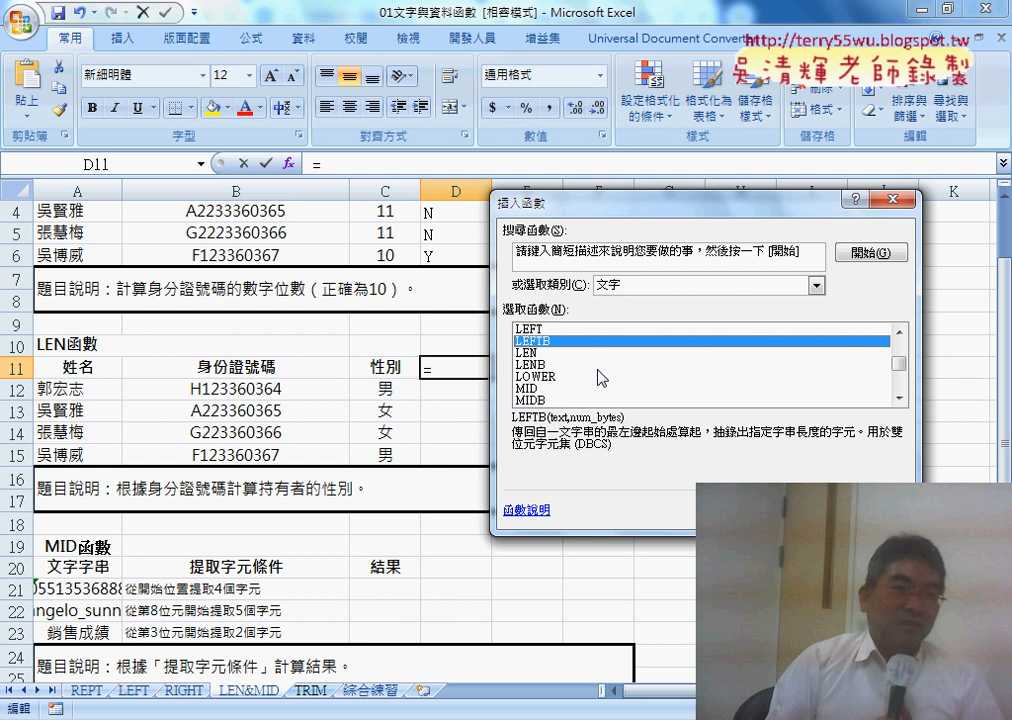 01文字與資料函數 [相容模式] - Microsoft Excel
常用 插入 版面配置 公式 資料 校閱 檢視 開發人員 增益集 Universal Document Convert
http://terry55wu.blogspot.tw
吳清輝老師錄製
貼上 新細明體 12 通用格式 設定格式化的條件 格式化為表格 儲存格樣式 刪除 格式 排序與篩選 尋找與選取
剪貼簿 字型 對齊方式 數值 樣式 儲存格 編輯
D11 =
A B C D K
4 吳賢雅 A2233360365 11 N
5 張慧梅 G2223360366 11 N
6 吳博威 F123360367 10 Y
7
8
題目說明：計算身分證號碼的數字位數（正確為10）。
9
10 LEN函數
11 姓名 身份證號碼 性別 =
12 郭宏志 H123360364 男
13 吳賢雅 A223360365 女
14 張慧梅 G223360366 女
15 吳博威 F123360367 男
16
17
題目說明：根據身分證號碼計算持有者的性別。
18
19 MID函數
20 文字字串 提取字元條件 結果
21 0551353688 從開始位置提取4個字元
22 angelo_sunn 從第8位元開始提取5個字元
23 銷售成績 從第3位元開始提取2個字元
24
25
題目說明：根據「提取字元條件」計算結果。
插入函數
搜尋函數(S):
請鍵入簡短描述來說明您要做的事，然後按一下 [開始]
開始(G)
或選取類別(C): 文字
選取函數(N):
LEFT
LEFTB
LEN
LENB
LOWER
MID
MIDB
LEFTB(text,num_bytes)
傳回自一文字串的最左邊起始處算起，抽錄出指定字串長度的字元。用於雙
位元字元集 (DBCS)
函數說明
REPT LEFT RIGHT LEN&MID TRIM 綜合練習
編輯